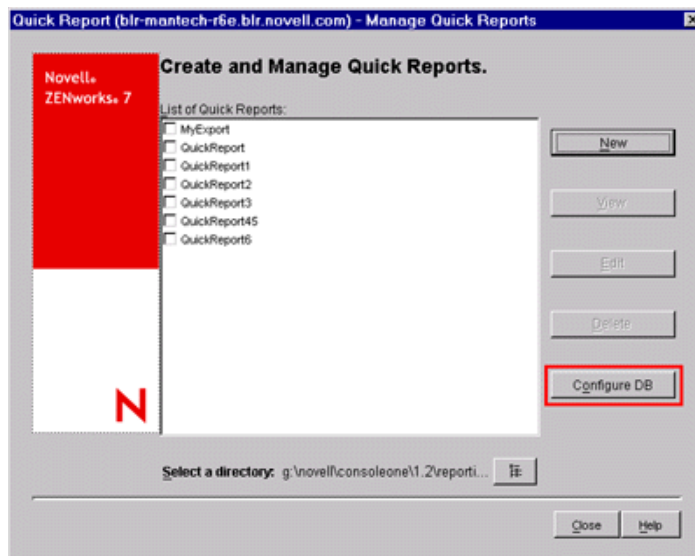 Quick Report (blr-mantech-r6e.blr.novell.com) - Manage Quick Reports
Novell®
ZENworks® 7
Create and Manage Quick Reports.
List of Quick Reports:
MyExport
QuickReport
QuickReport1
QuickReport2
QuickReport3
QuickReport45
QuickReport6
New
View
Edit
Delete
Configure DB
N
Select a directory: g:\novell\consoleone\1.2\reporti...
Close
Help